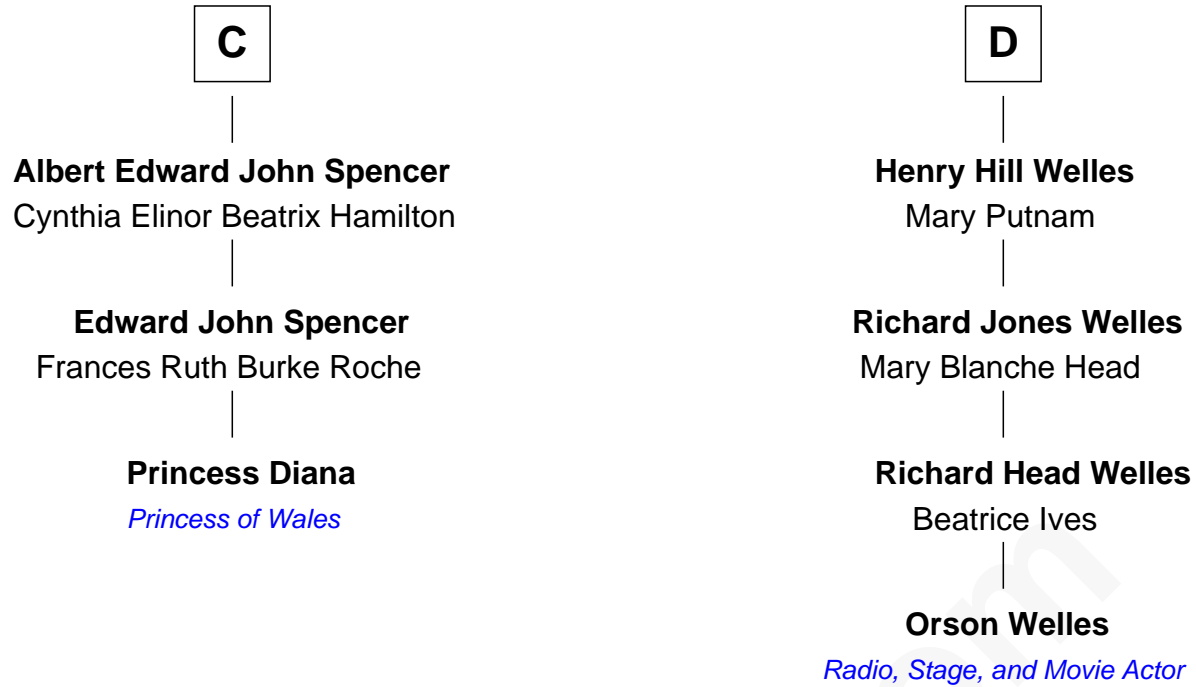 C
Albert Edward John Spencer
Cynthia Elinor Beatrix Hamilton
Edward John Spencer
Frances Ruth Burke Roche
Princess Diana
Princess of Wales
D
Henry Hill Welles
Mary Putnam
Richard Jones Welles
Mary Blanche Head
Richard Head Welles
Beatrice Ives
Orson Welles
Radio, Stage, and Movie Actor
om